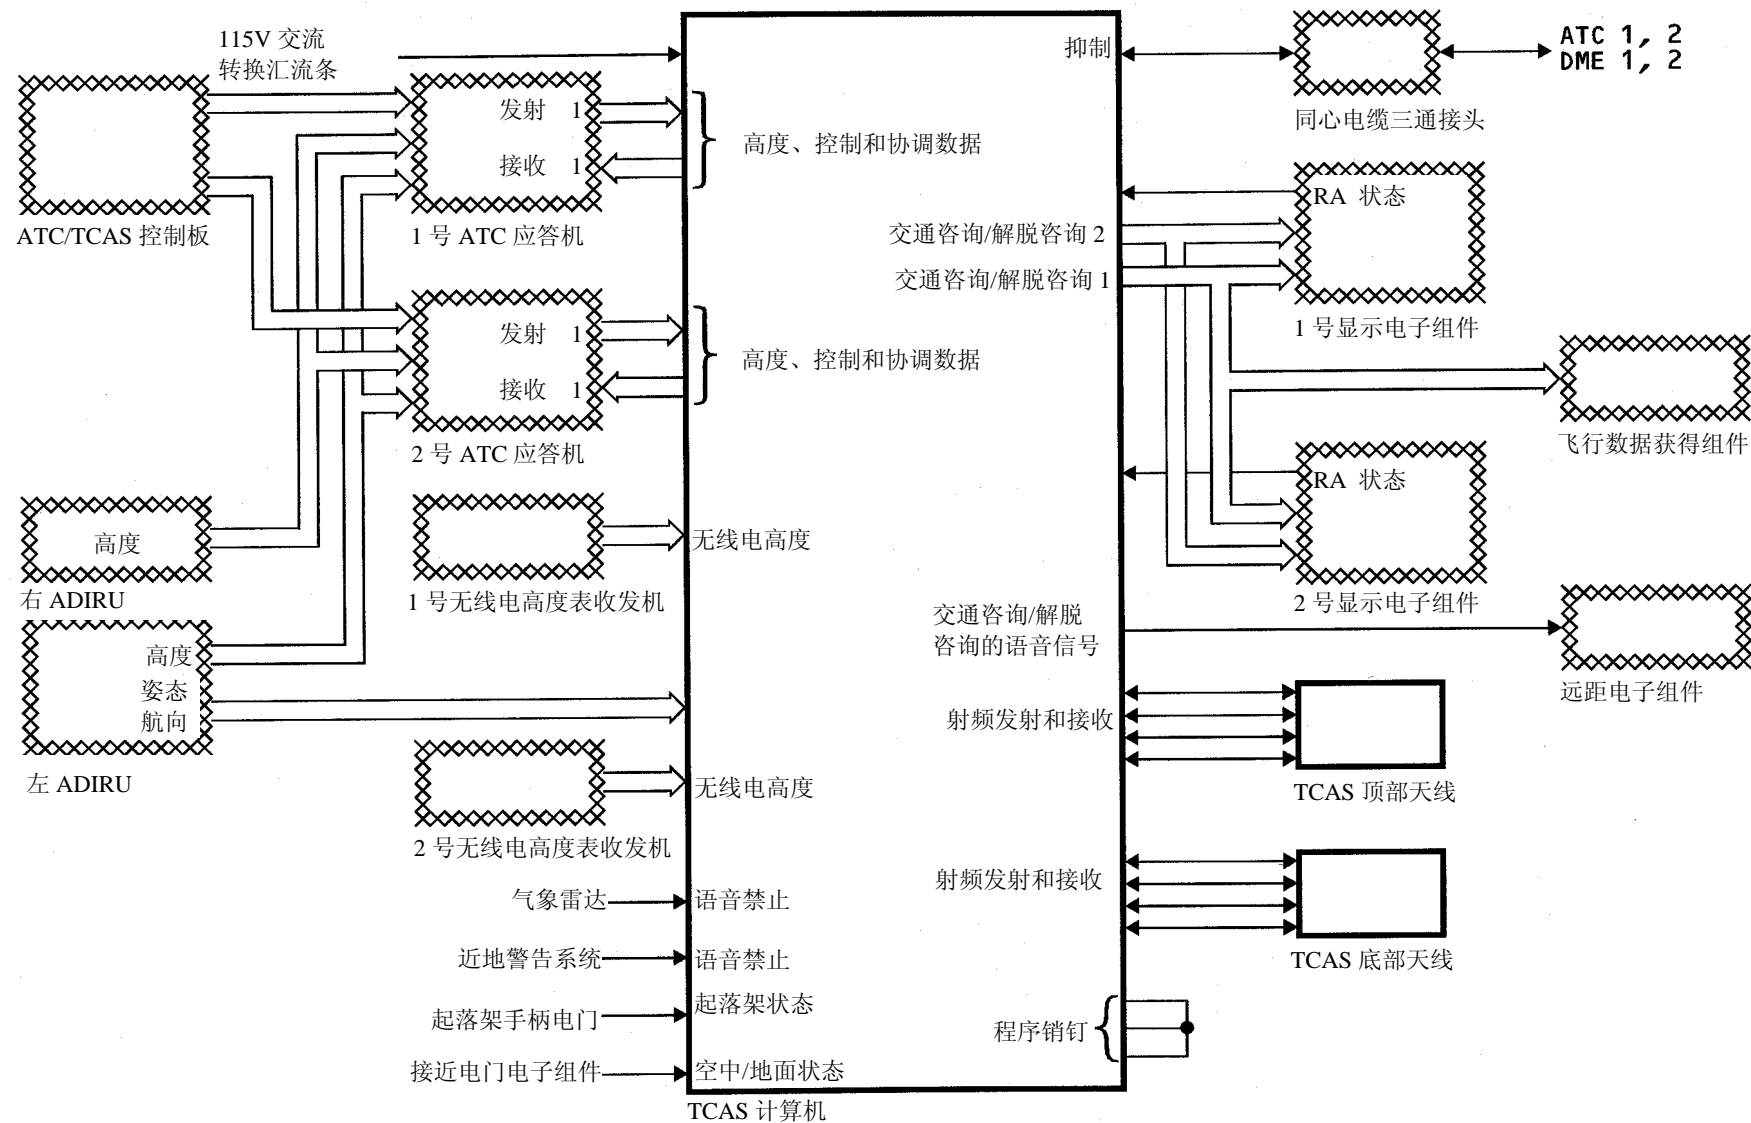 115V 交流
转换汇流条
ATC/TCAS 控制板
发射 1
接收 1
1 号 ATC 应答机
高度、控制和协调数据
发射 1
接收 1
2 号 ATC 应答机
高度、控制和协调数据
高度
右 ADIRU
无线电高度
1 号无线电高度表收发机
高度
姿态
航向
左 ADIRU
无线电高度
2 号无线电高度表收发机
气象雷达
语音禁止
近地警告系统
语音禁止
起落架手柄电门
起落架状态
接近电门电子组件
空中/地面状态
TCAS 计算机
抑制
同心电缆三通接头
ATC 1, 2
DME 1, 2
RA 状态
交通咨询/解脱咨询 2
交通咨询/解脱咨询 1
1 号显示电子组件
飞行数据获得组件
RA 状态
2 号显示电子组件
交通咨询/解脱
咨询的语音信号
远距电子组件
射频发射和接收
TCAS 顶部天线
射频发射和接收
TCAS 底部天线
程序销钉